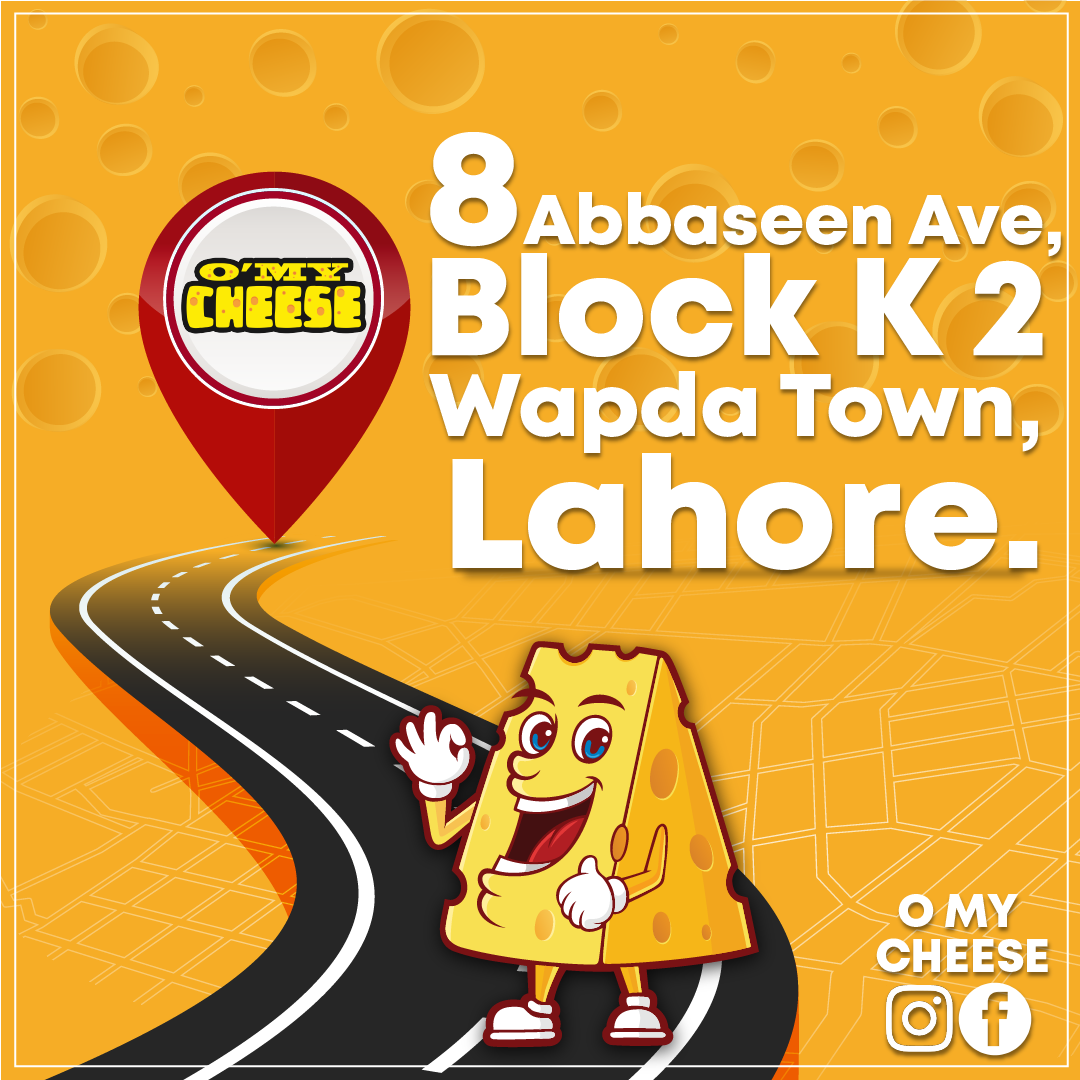 O'MY
CHEESE
8 Abbaseen Ave,
Block K 2
Wapda Town,
Lahore.
O MY
CHEESE